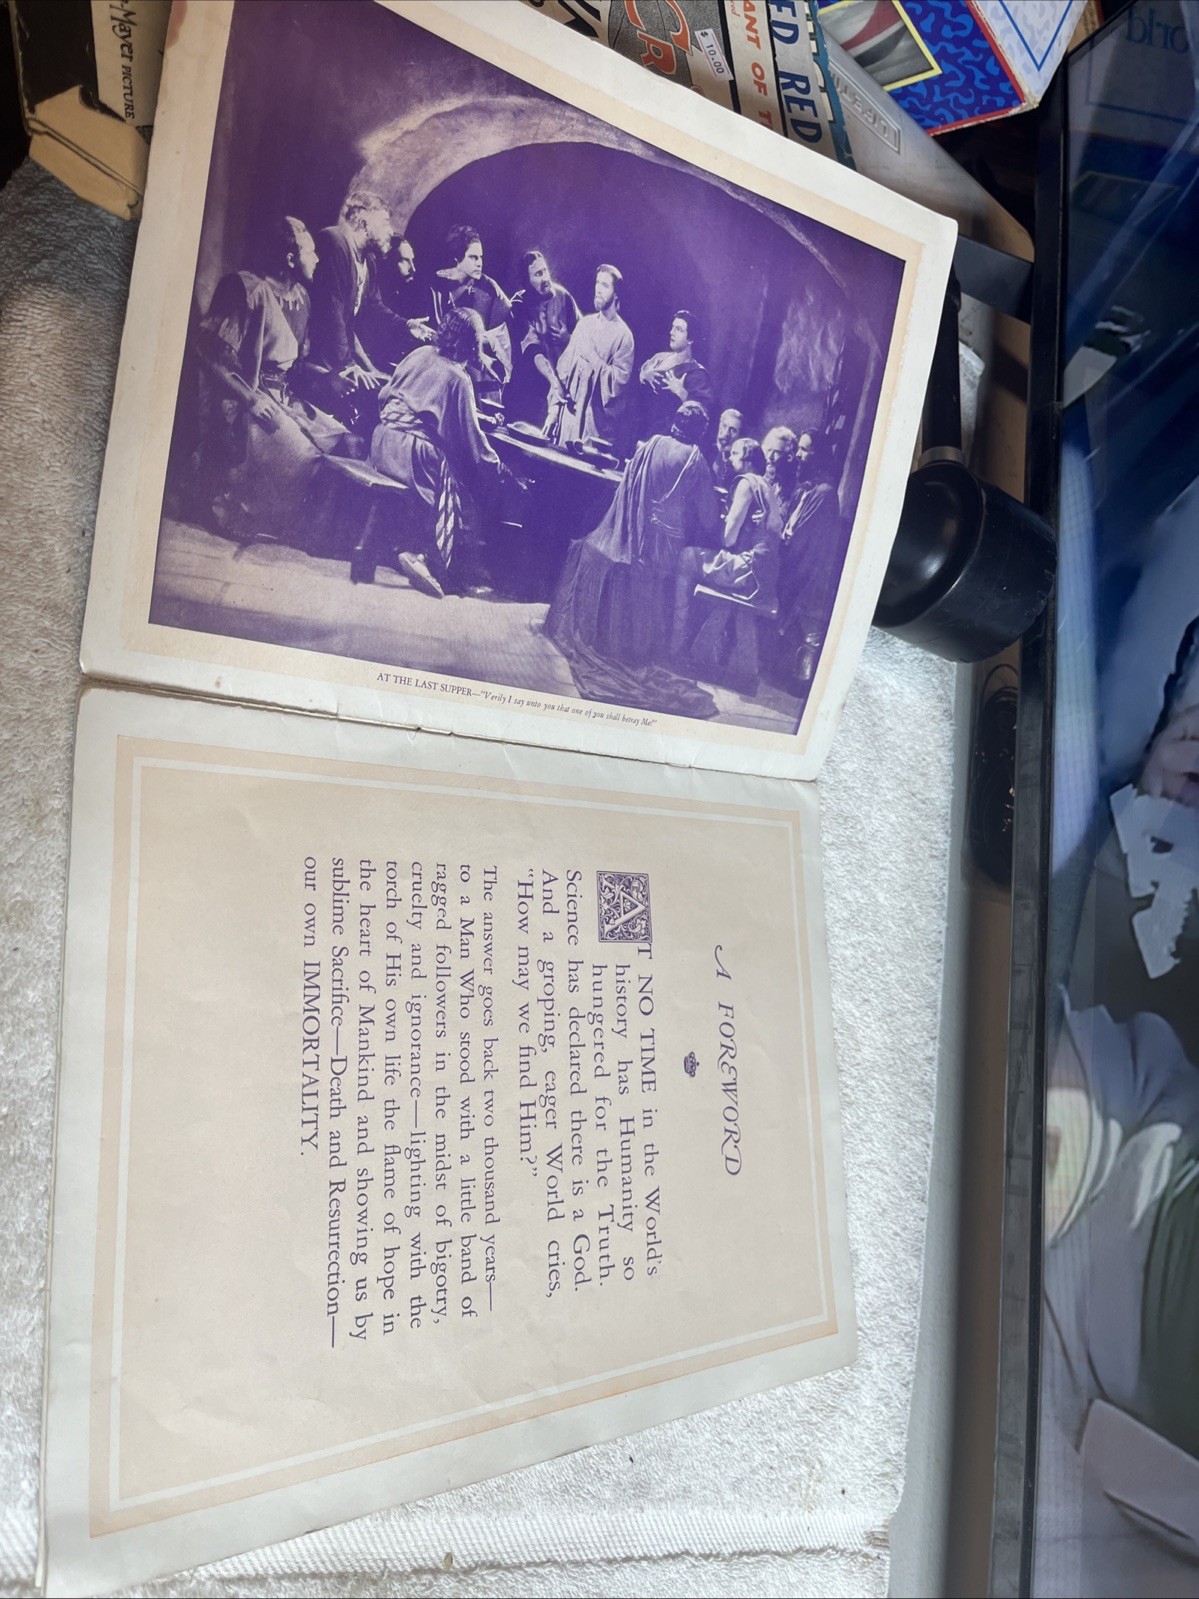 AT THE LAST SUPPER—"Verily I say unto you that one of you shall betray Me!"
A FOREWORD
AT NO TIME in the World's
history has Humanity so
hungered for the Truth.
Science has declared there is a God.
And a groping, eager World cries,
"How may we find Him?"
The answer goes back two thousand years—
to a Man Who stood with a little band of
ragged followers in the midst of bigotry,
cruelty and ignorance—lighting with the
torch of His own life the flame of hope in
the heart of Mankind and showing us by
sublime Sacrifice—Death and Resurrection—
our own IMMORTALITY.
-Mayer PICTURE
$ 10.00
ANT OF T
RED